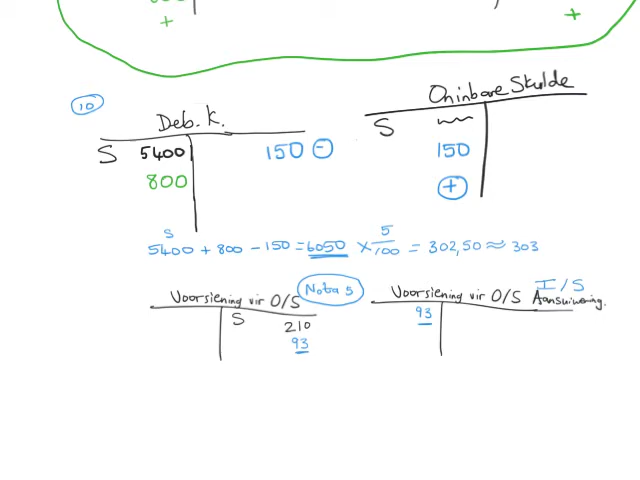 +
+
10
Deb. K.
S 5400 150 -
800
Oninbare Skulde
S
150
+
S
5400 + 800 - 150 = 6050 × 5/100 = 302,50 ≈ 303
Voorsiening vir O/S
Nota 5
S 210
93
Voorsiening vir O/S I/S
Aansuiwering.
93